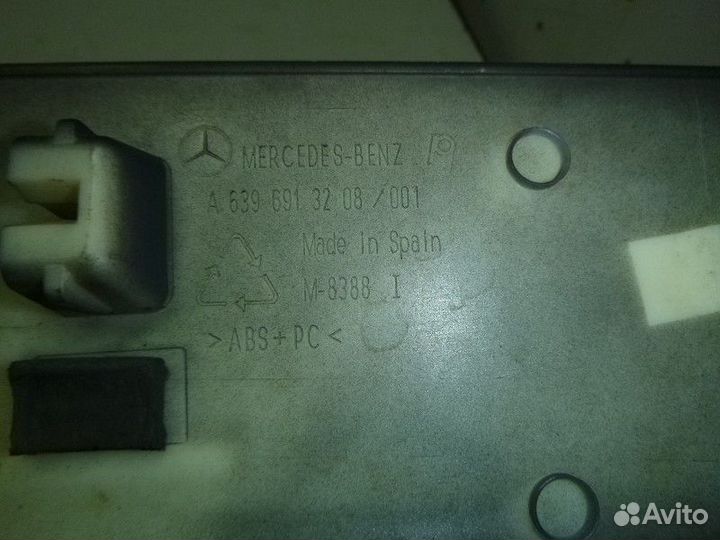 MERCEDES-BENZ P
A 639 691 32 08 / 001
Made in Spain
M-8388 I
>ABS+PC<
Avito